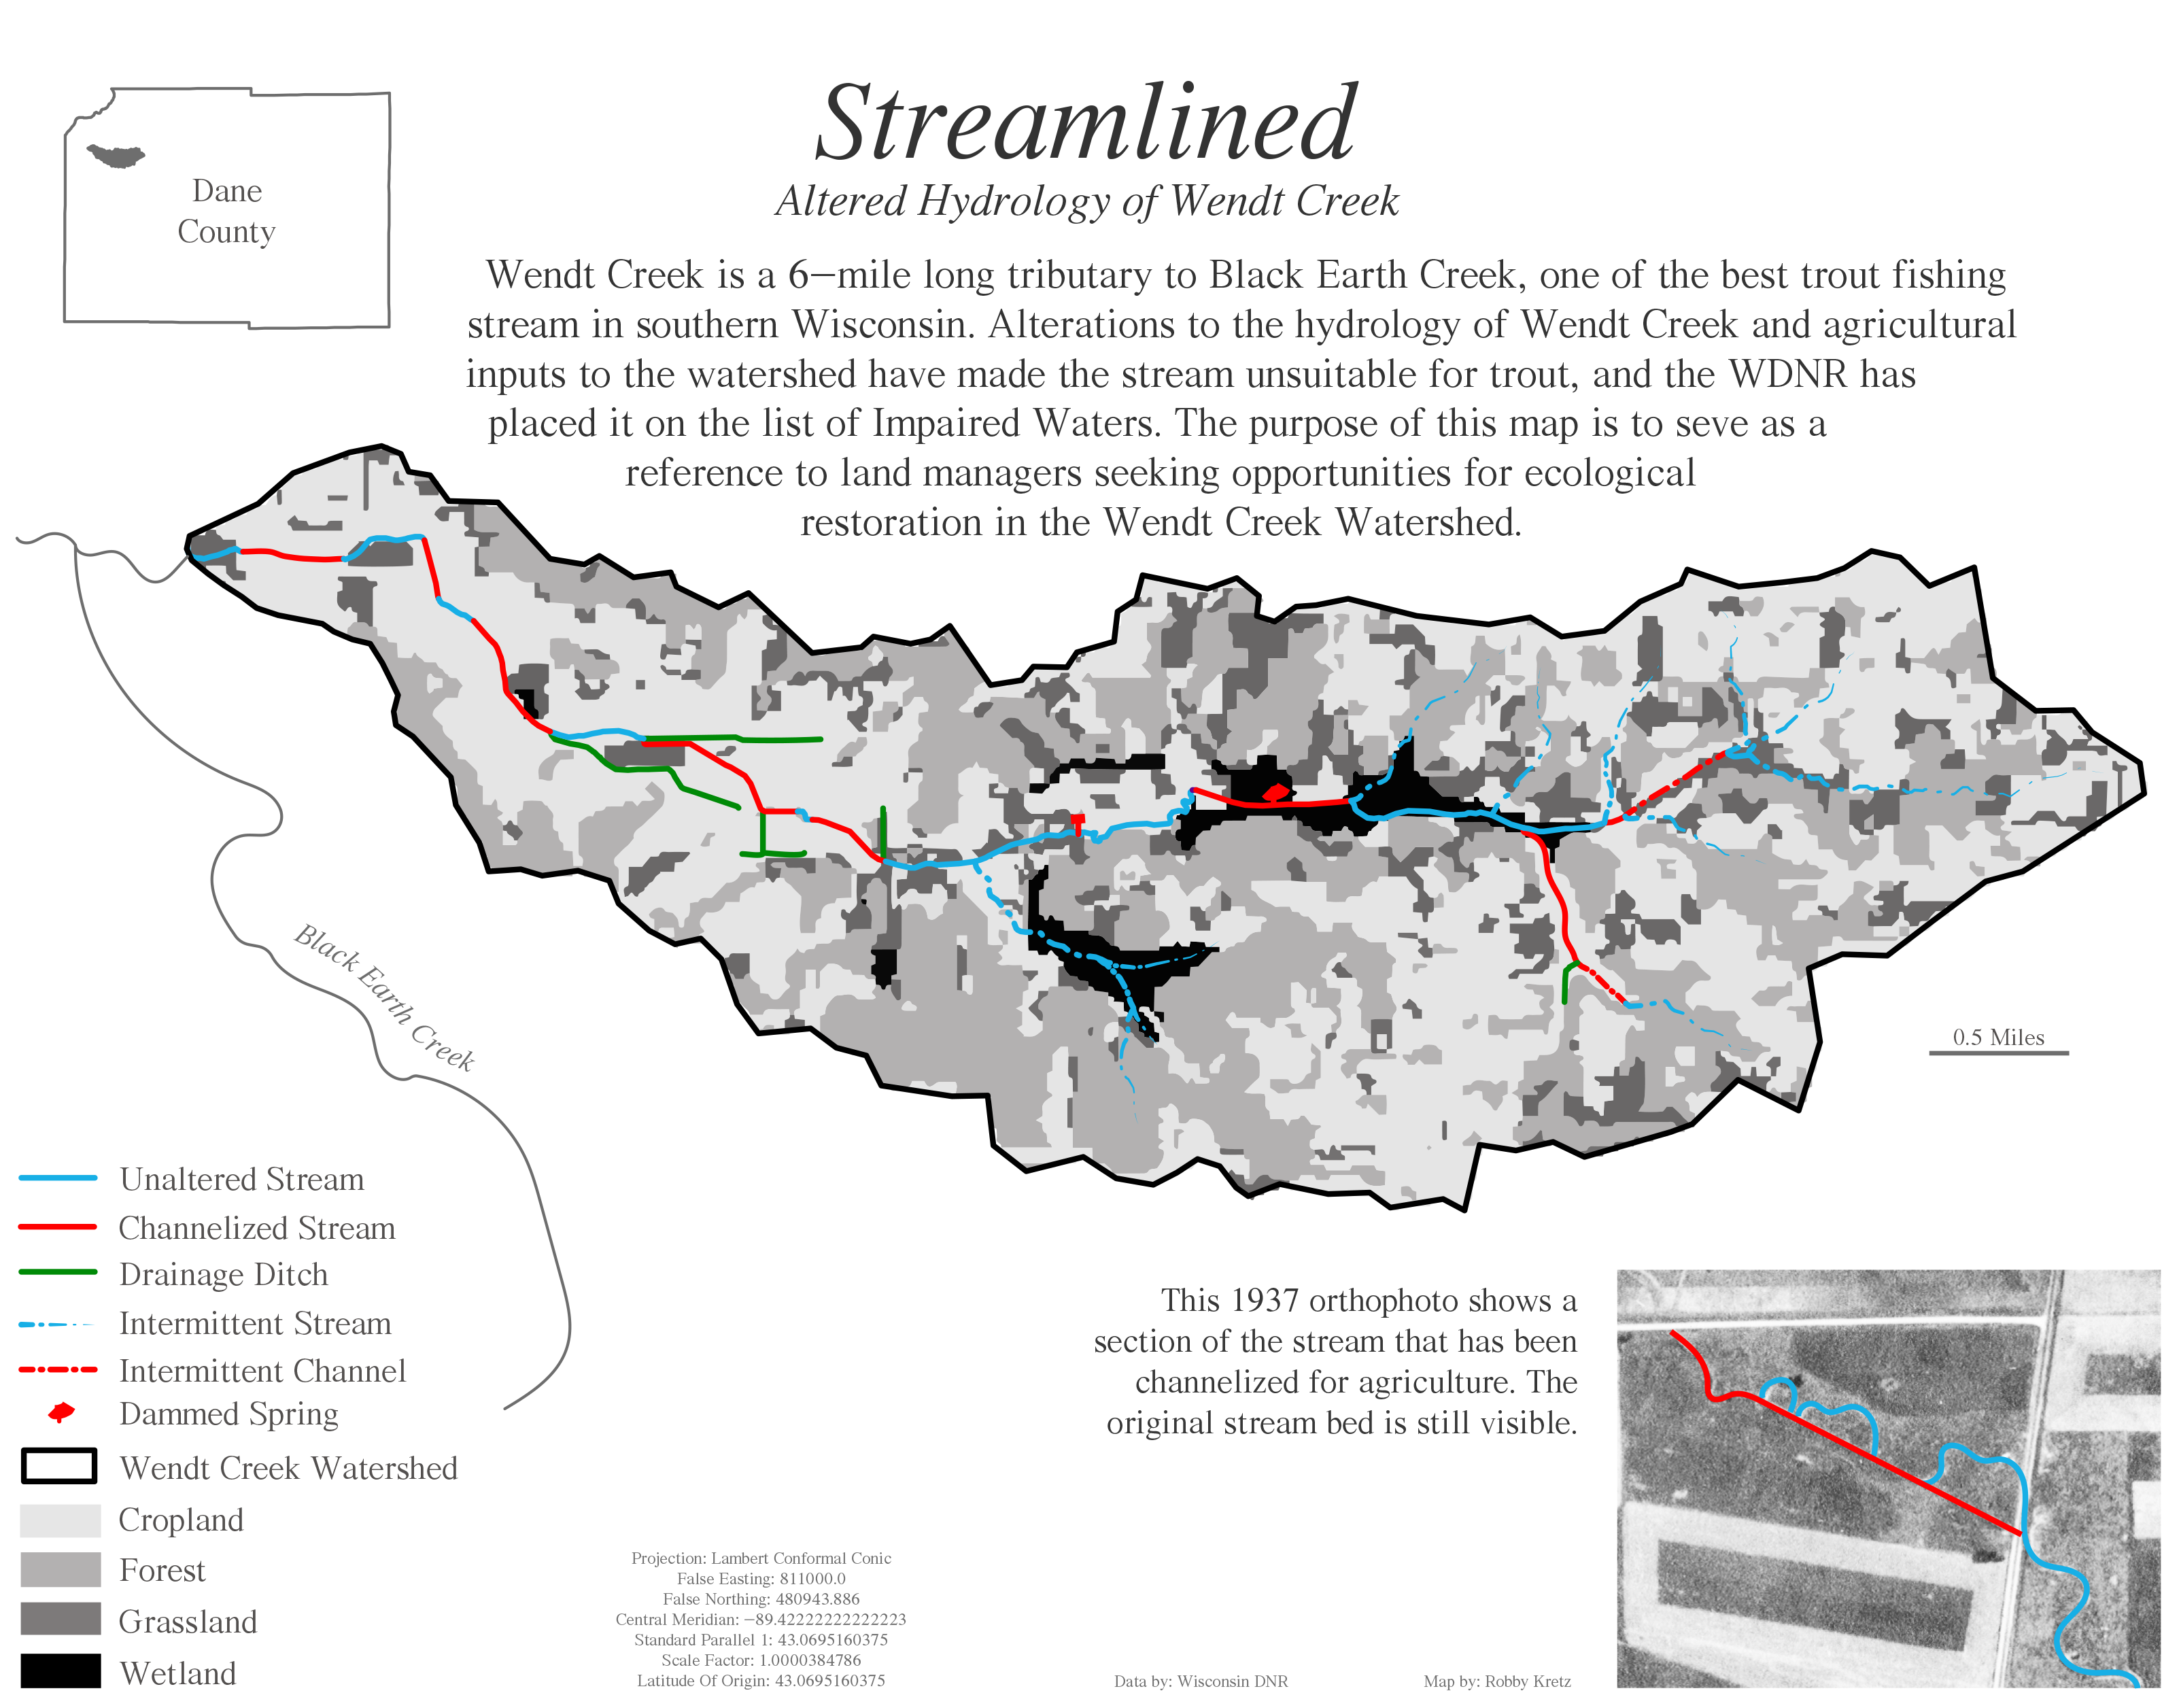 Streamlined
Altered Hydrology of Wendt Creek
Dane
County
Wendt Creek is a 6–mile long tributary to Black Earth Creek, one of the best trout fishing
stream in southern Wisconsin. Alterations to the hydrology of Wendt Creek and agricultural
inputs to the watershed have made the stream unsuitable for trout, and the WDNR has
placed it on the list of Impaired Waters. The purpose of this map is to seve as a
reference to land managers seeking opportunities for ecological
restoration in the Wendt Creek Watershed.
Black Earth Creek
0.5 Miles
Unaltered Stream
Channelized Stream
Drainage Ditch
Intermittent Stream
Intermittent Channel
Dammed Spring
Wendt Creek Watershed
Cropland
Forest
Grassland
Wetland
This 1937 orthophoto shows a
section of the stream that has been
channelized for agriculture. The
original stream bed is still visible.
Projection: Lambert Conformal Conic
False Easting: 811000.0
False Northing: 480943.886
Central Meridian: –89.42222222222223
Standard Parallel 1: 43.0695160375
Scale Factor: 1.0000384786
Latitude Of Origin: 43.0695160375
Data by: Wisconsin DNR
Map by: Robby Kretz